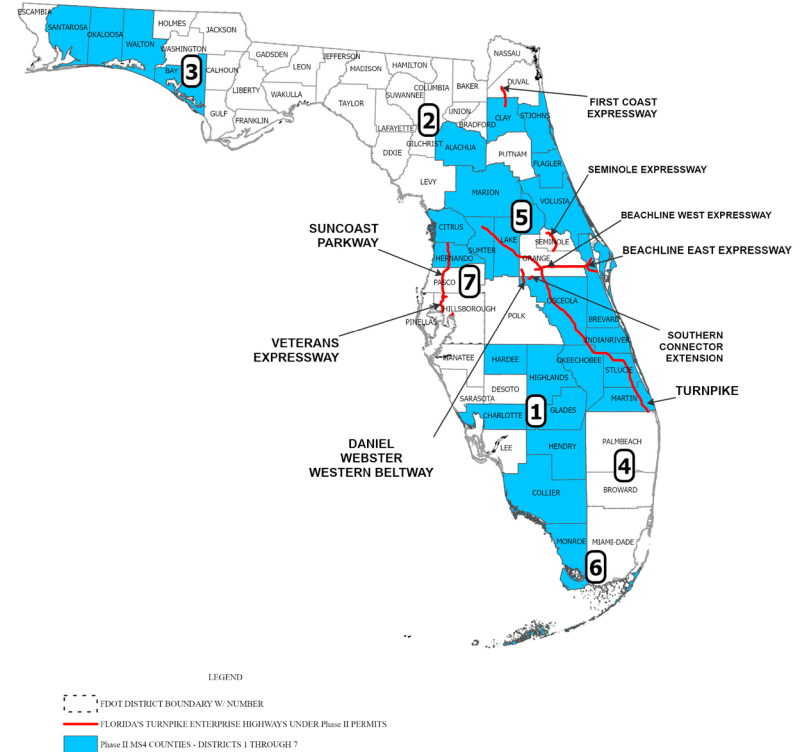 ESCAMBIA
SANTAROSA
OKALOOSA
WALTON
HOLMES
JACKSON
WASHINGTON
BAY
3
CALHOUN
GULF
LIBERTY
GADSDEN
LEON
WAKULLA
FRANKLIN
JEFFERSON
MADISON
TAYLOR
HAMILTON
SUWANNEE
COLUMBIA
LAFAYETTE
DIXIE
GILCHRIST
2
BAKER
UNION
BRADFORD
NASSAU
DUVAL
CLAY
STJOHNS
FIRST COAST
EXPRESSWAY
ALACHUA
PUTNAM
FLAGLER
LEVY
MARION
VOLUSIA
SEMINOLE EXPRESSWAY
5
BEACHLINE WEST EXPRESSWAY
SUNCOAST
PARKWAY
CITRUS
SUMTER
LAKE
SEMINOLE
ORANGE
BEACHLINE EAST EXPRESSWAY
HERNANDO
PASCO
7
HILLSBOROUGH
PINELLAS
POLK
OSCEOLA
BREVARD
VETERANS
EXPRESSWAY
SOUTHERN
CONNECTOR
EXTENSION
INDIANRIVER
MANATEE
HARDEE
OKEECHOBEE
STLUCIE
HIGHLANDS
DESOTO
SARASOTA
MARTIN
TURNPIKE
CHARLOTTE
1
GLADES
DANIEL
WEBSTER
WESTERN BELTWAY
LEE
HENDRY
PALMBEACH
4
BROWARD
COLLIER
MONROE
MIAMI-DADE
6
LEGEND
FDOT DISTRICT BOUNDARY W/ NUMBER
FLORIDA'S TURNPIKE ENTERPRISE HIGHWAYS UNDER Phase II PERMITS
Phase II MS4 COUNTIES - DISTRICTS 1 THROUGH 7